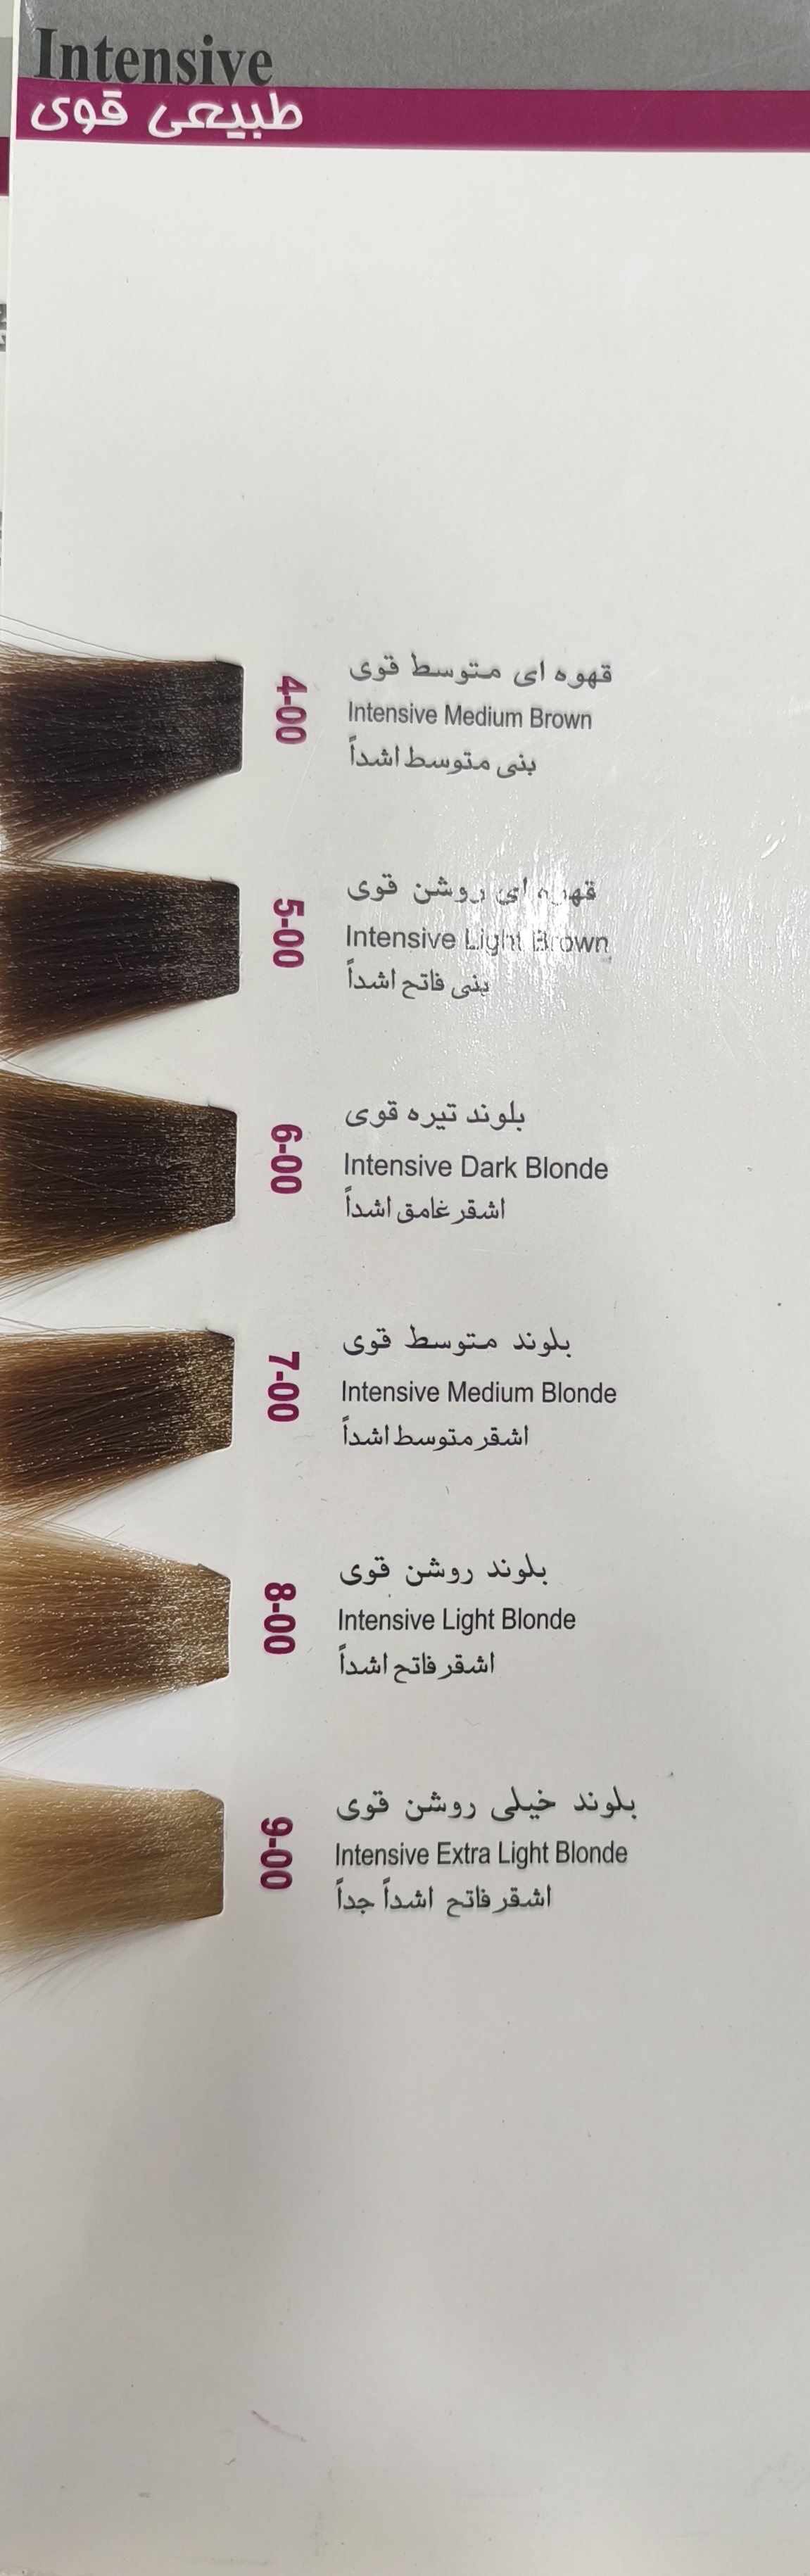 Intensive
طبیعی قوی
4-00
قهوه ای متوسط قوی
Intensive Medium Brown
بنی متوسط اشداً
5-00
قهوه ای روشن قوی
Intensive Light Brown
بنی فاتح اشداً
6-00
بلوند تیره قوی
Intensive Dark Blonde
اشقر غامق اشداً
7-00
بلوند متوسط قوی
Intensive Medium Blonde
اشقر متوسط اشداً
8-00
بلوند روشن قوی
Intensive Light Blonde
اشقر فاتح اشداً
9-00
بلوند خیلی روشن قوی
Intensive Extra Light Blonde
اشقر فاتح اشداً جداً